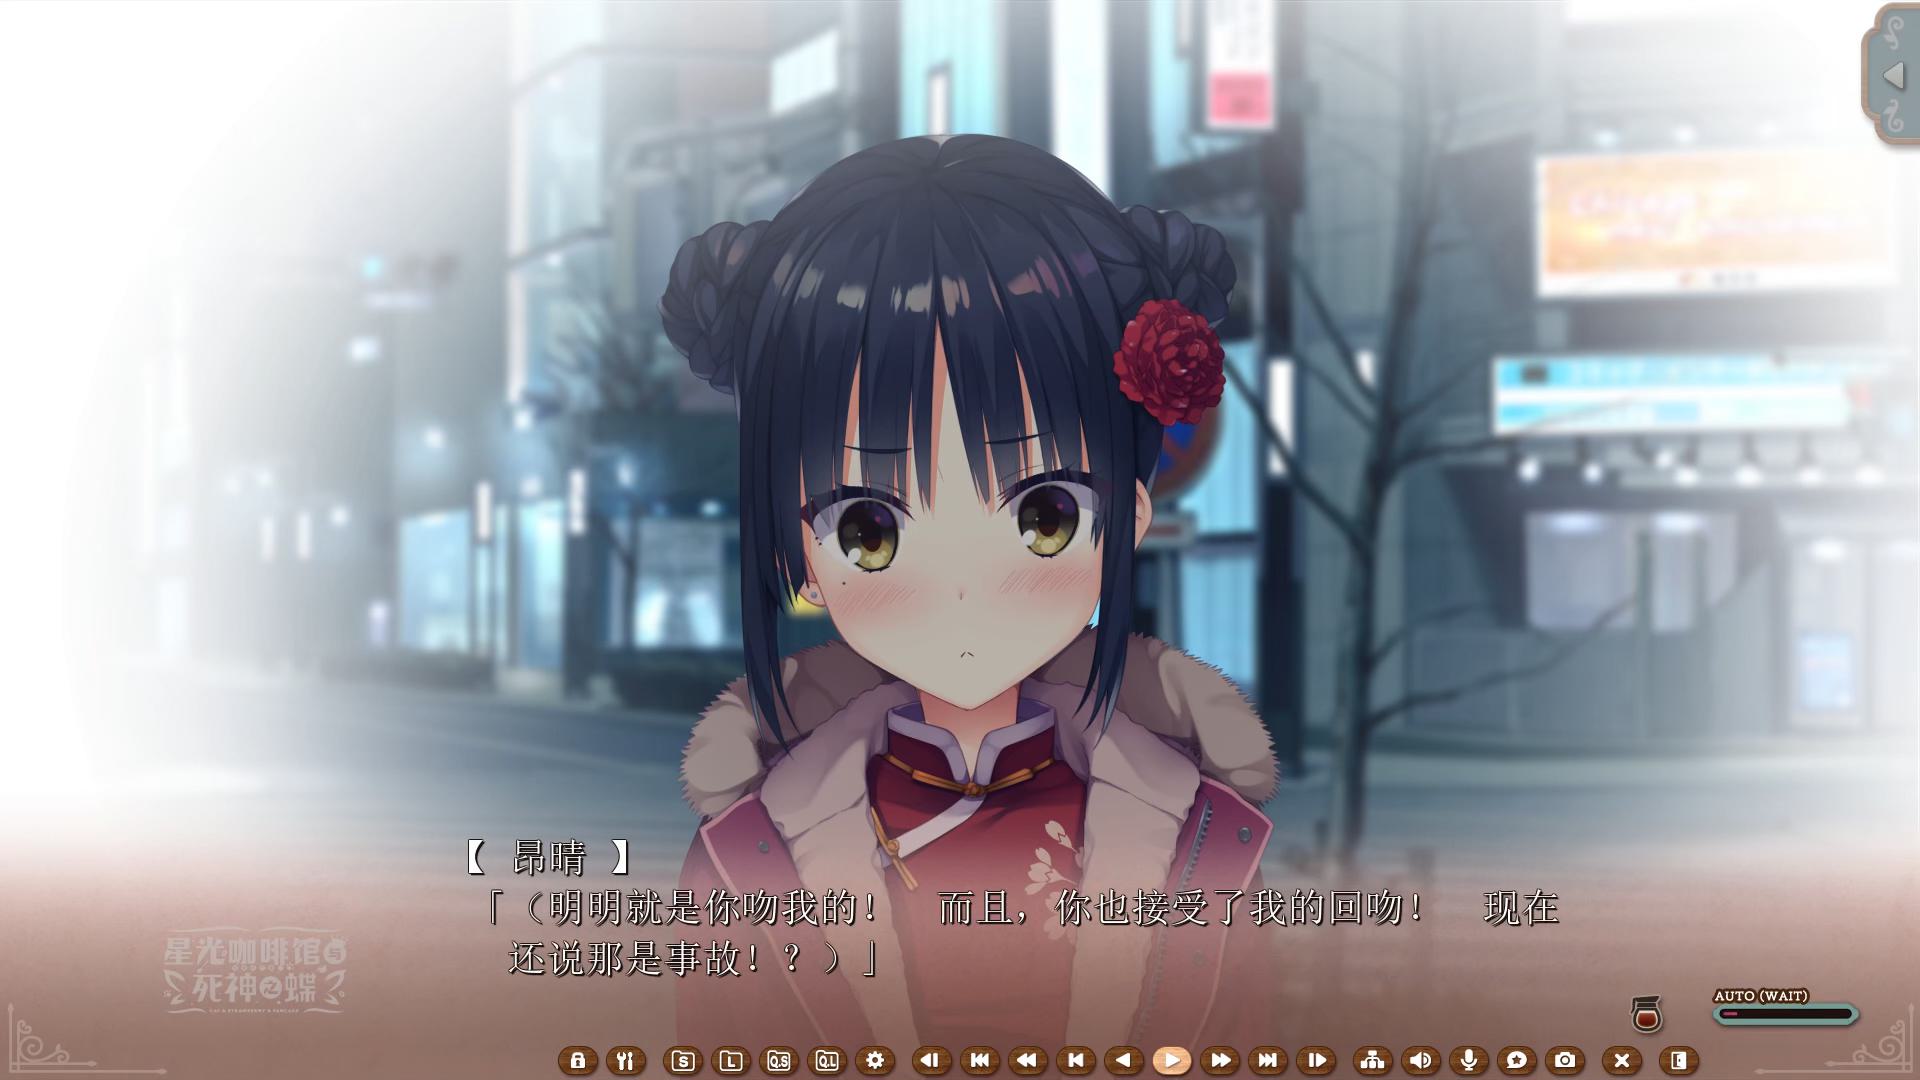 【 昂晴 】
「（明明就是你吻我的！　而且，你也接受了我的回吻！　现在
还说那是事故！？）」
星光咖啡馆与
死神之蝶
AUTO (WAIT)
S
L
Q.S
Q.L